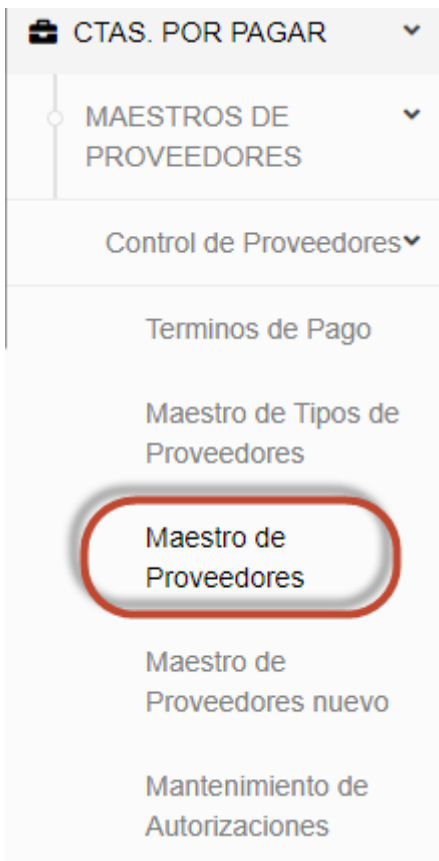 CTAS. POR PAGAR
MAESTROS DE
PROVEEDORES
Control de Proveedores
Terminos de Pago
Maestro de Tipos de
Proveedores
Maestro de
Proveedores
Maestro de
Proveedores nuevo
Mantenimiento de
Autorizaciones